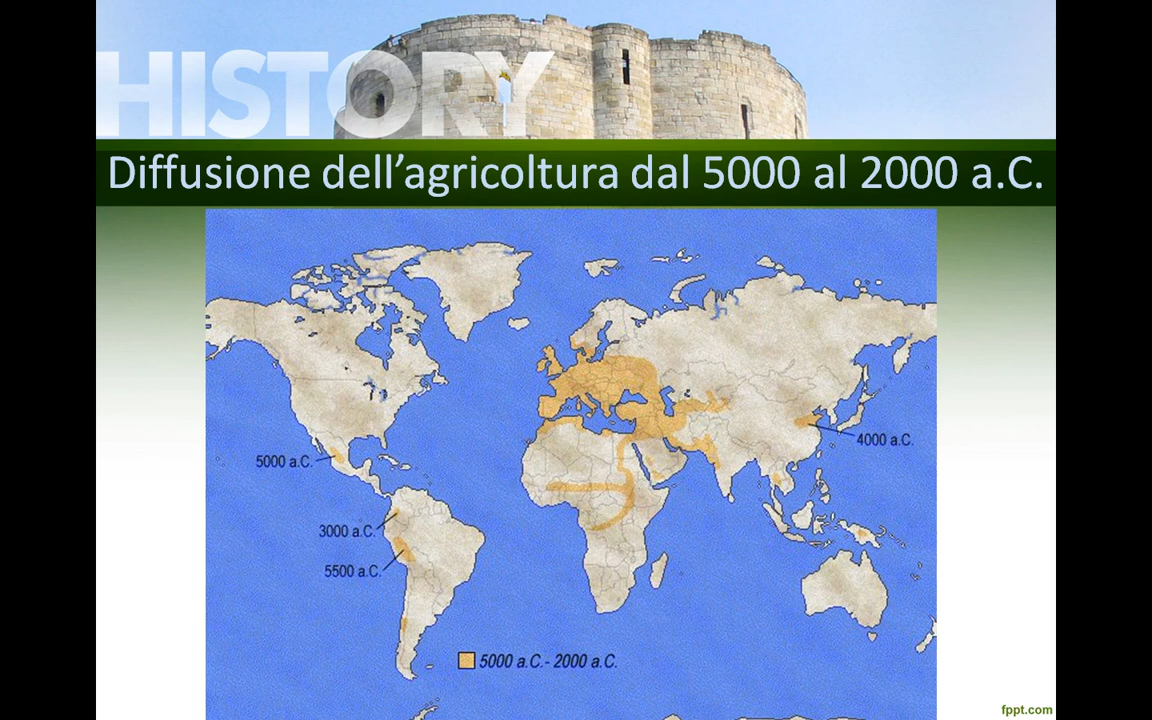 HISTORY
Diffusione dell’agricoltura dal 5000 al 2000 a.C.
4000 a.C.
5000 a.C.
3000 a.C.
5500 a.C.
5000 a.C.- 2000 a.C.
fppt.com